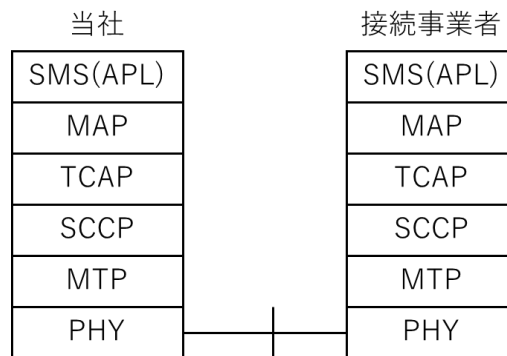 当社 接続事業者
SMS(APL) SMS(APL)
MAP MAP
TCAP TCAP
SCCP SCCP
MTP MTP
PHY PHY